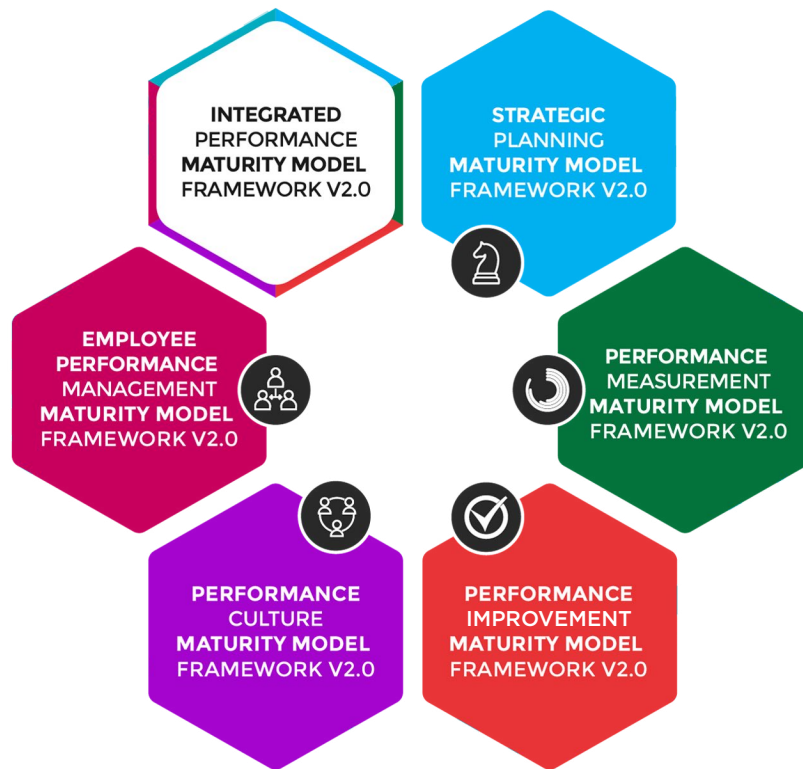 INTEGRATED
PERFORMANCE
MATURITY MODEL
FRAMEWORK V2.0
STRATEGIC
PLANNING
MATURITY MODEL
FRAMEWORK V2.0
EMPLOYEE
PERFORMANCE
MANAGEMENT
MATURITY MODEL
FRAMEWORK V2.0
PERFORMANCE
MEASUREMENT
MATURITY MODEL
FRAMEWORK V2.0
PERFORMANCE
CULTURE
MATURITY MODEL
FRAMEWORK V2.0
PERFORMANCE
IMPROVEMENT
MATURITY MODEL
FRAMEWORK V2.0